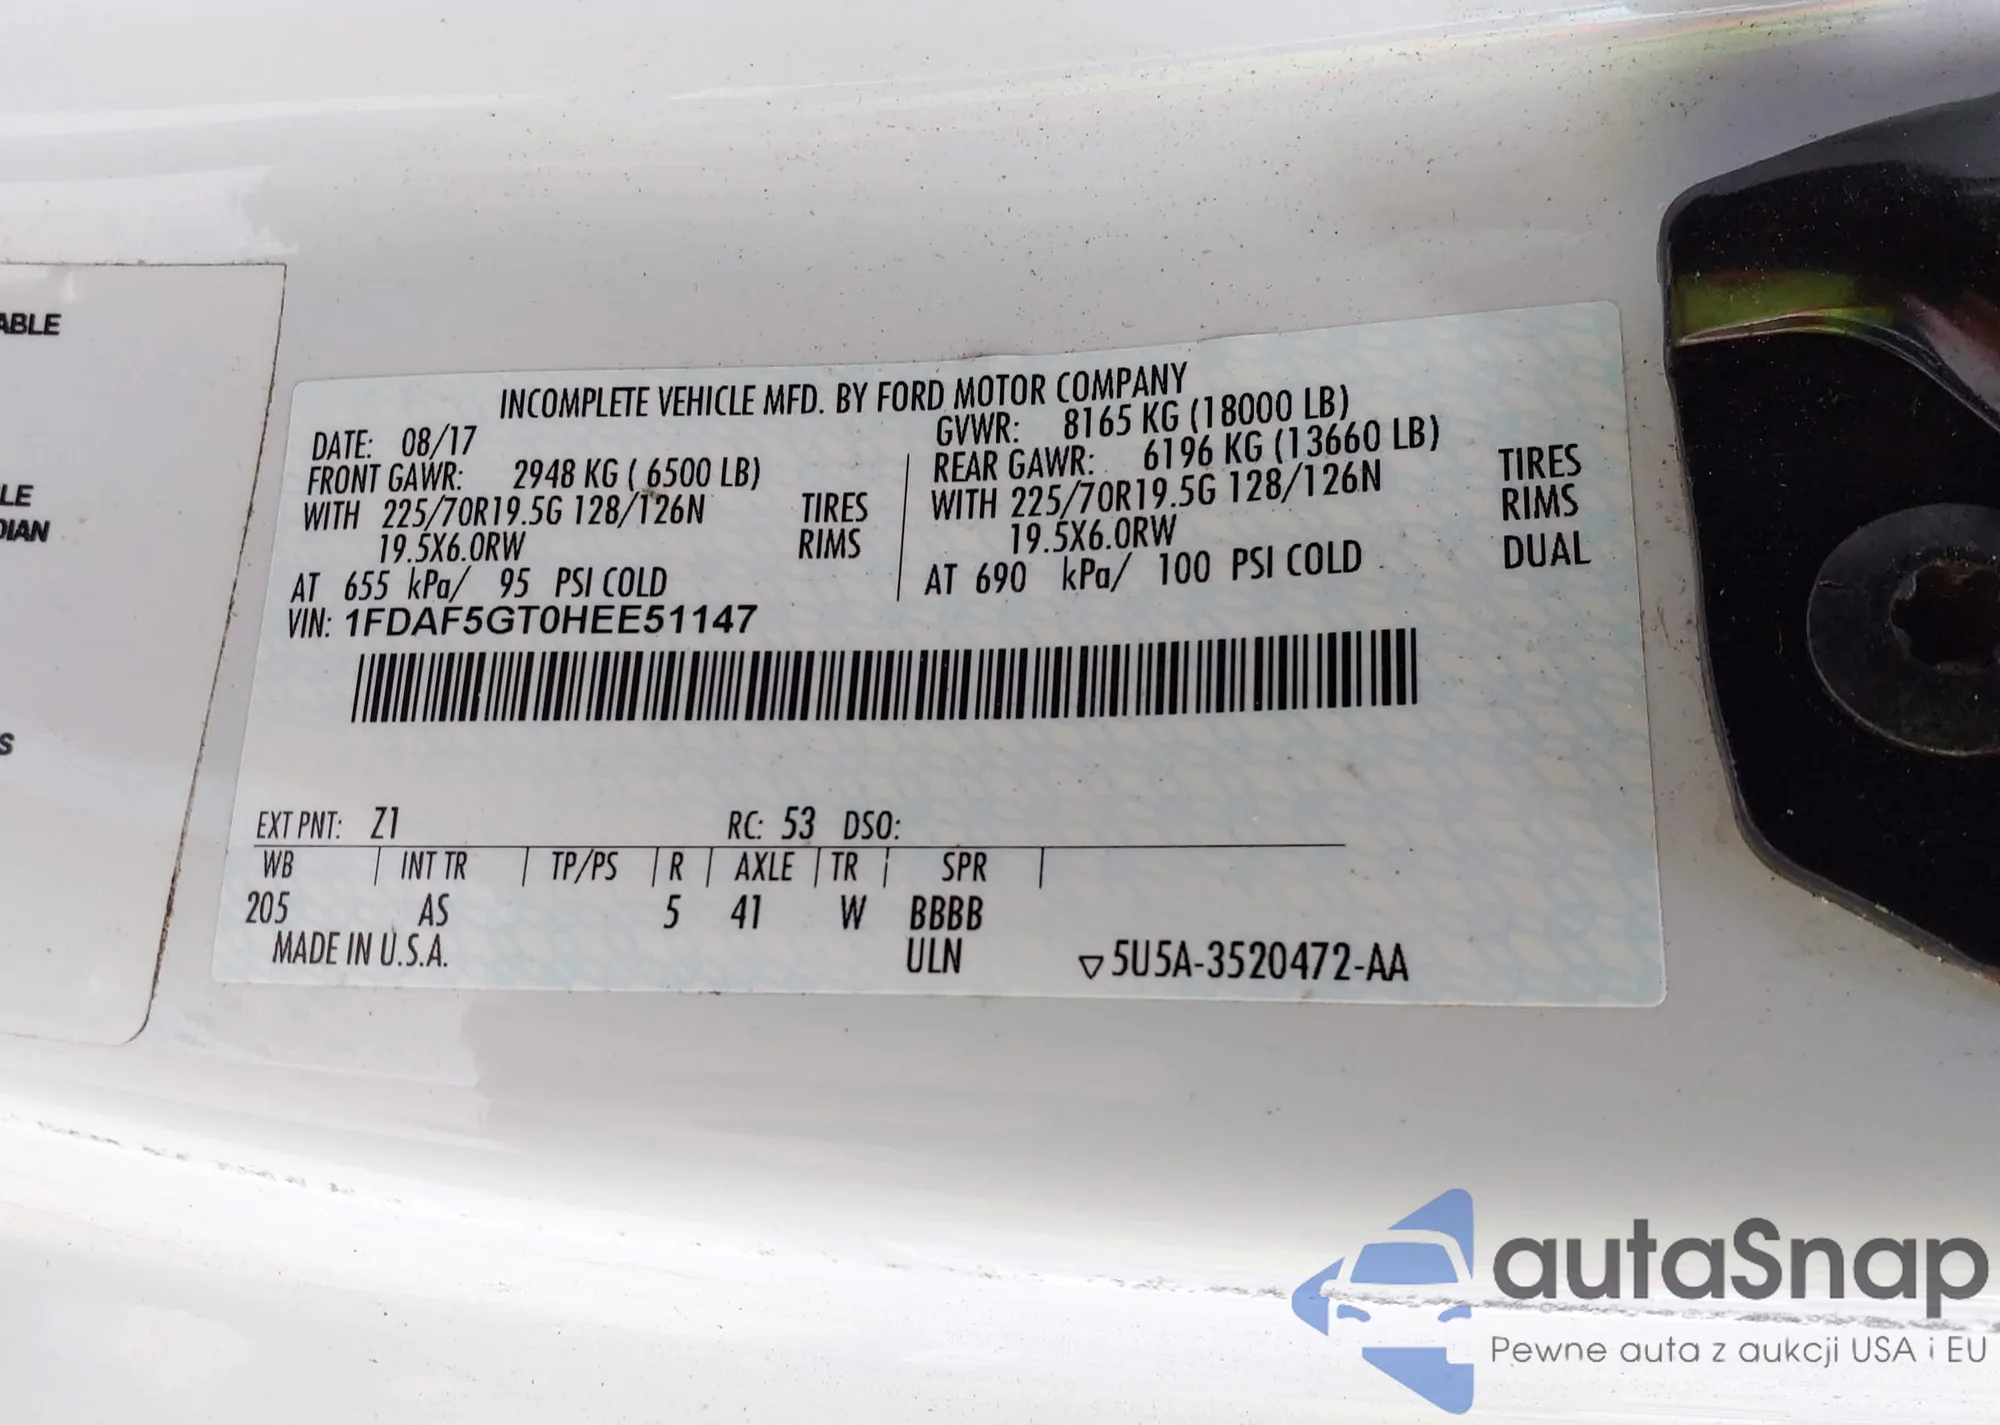 ABLE
LE
DIAN
S
INCOMPLETE VEHICLE MFD. BY FORD MOTOR COMPANY
DATE: 08/17
GVWR: 8165 KG (18000 LB)
FRONT GAWR: 2948 KG ( 6500 LB)
REAR GAWR: 6196 KG (13660 LB)
WITH 225/70R19.5G 128/126N TIRES
WITH 225/70R19.5G 128/126N TIRES
19.5X6.0RW RIMS
19.5X6.0RW RIMS
AT 655 kPa/ 95 PSI COLD
AT 690 kPa/ 100 PSI COLD DUAL
VIN: 1FDAF5GT0HEE51147
EXT PNT: Z1 RC: 53 DSO:
WB INT TR TP/PS R AXLE TR SPR
205 AS 5 41 W BBBB
MADE IN U.S.A. ULN ▽5U5A-3520472-AA
autaSnap
Pewne auta z aukcji USA i EU